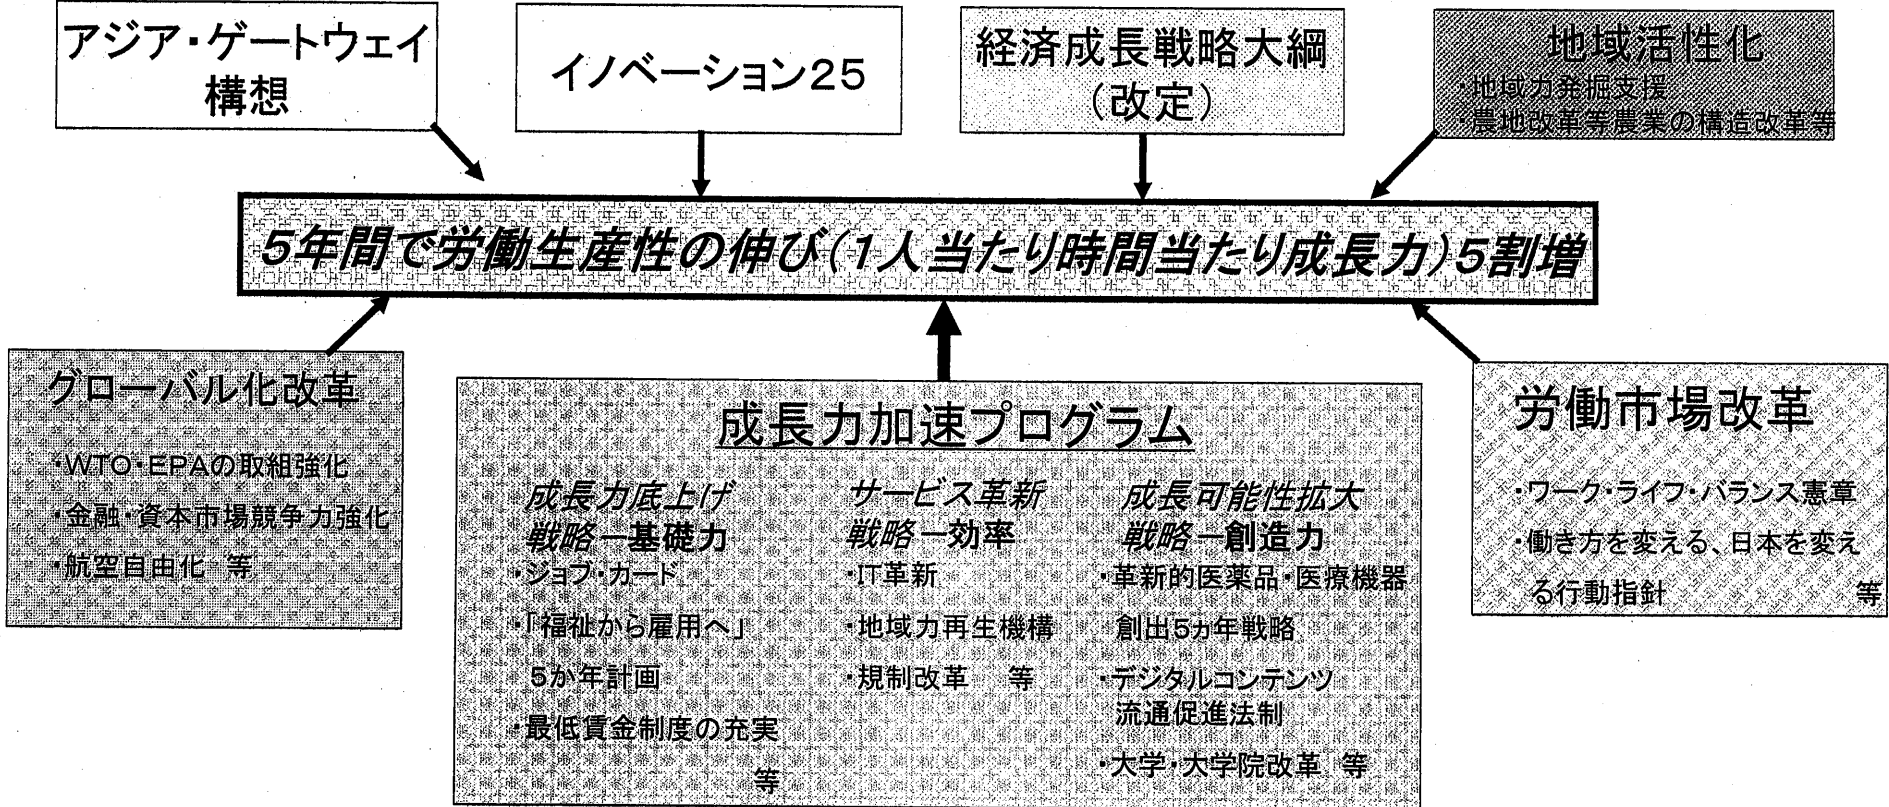 アジア・ゲートウェイ
構想
イノベーション25
経済成長戦略大綱
(改定)
地域活性化
・地域力発掘支援
・農地改革等農業の構造改革等
5年間で労働生産性の伸び(1人当たり時間当たり成長力)5割増
グローバル化改革
・WTO・EPAの取組強化
・金融・資本市場競争力強化
・航空自由化 等
成長力加速プログラム
成長力底上げ
戦略ー基礎力
・ジョブ・カード
・「福祉から雇用へ」
5か年計画
・最低賃金制度の充実
等
サービス革新
戦略ー効率
・IT革新
・地域力再生機構
・規制改革 等
成長可能性拡大
戦略ー創造力
・革新的医薬品・医療機器
創出5ヵ年戦略
・デジタルコンテンツ
流通促進法制
・大学・大学院改革 等
労働市場改革
・ワーク・ライフ・バランス憲章
・働き方を変える、日本を変え
る行動指針 等